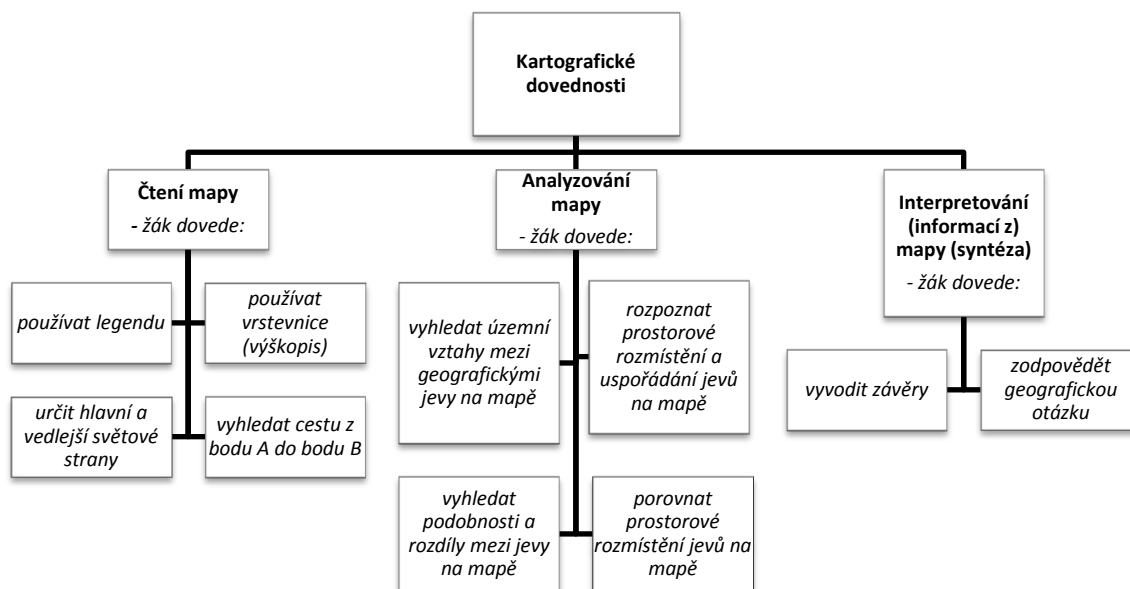 Kartografické
dovednosti
Čtení mapy
- žák dovede:
používat legendu
používat
vrstevnice
(výškopis)
určit hlavní a
vedlejší světové
strany
vyhledat cestu z
bodu A do bodu B
Analyzování
mapy
- žák dovede:
vyhledat územní
vztahy mezi
geografickými
jevy na mapě
rozpoznat
prostorové
rozmístění a
uspořádání jevů
na mapě
vyhledat
podobnosti a
rozdíly mezi jevy
na mapě
porovnat
prostorové
rozmístění jevů na
mapě
Interpretování
(informací z)
mapy (syntéza)
- žák dovede:
vyvodit závěry
zodpovědět
geografickou
otázku